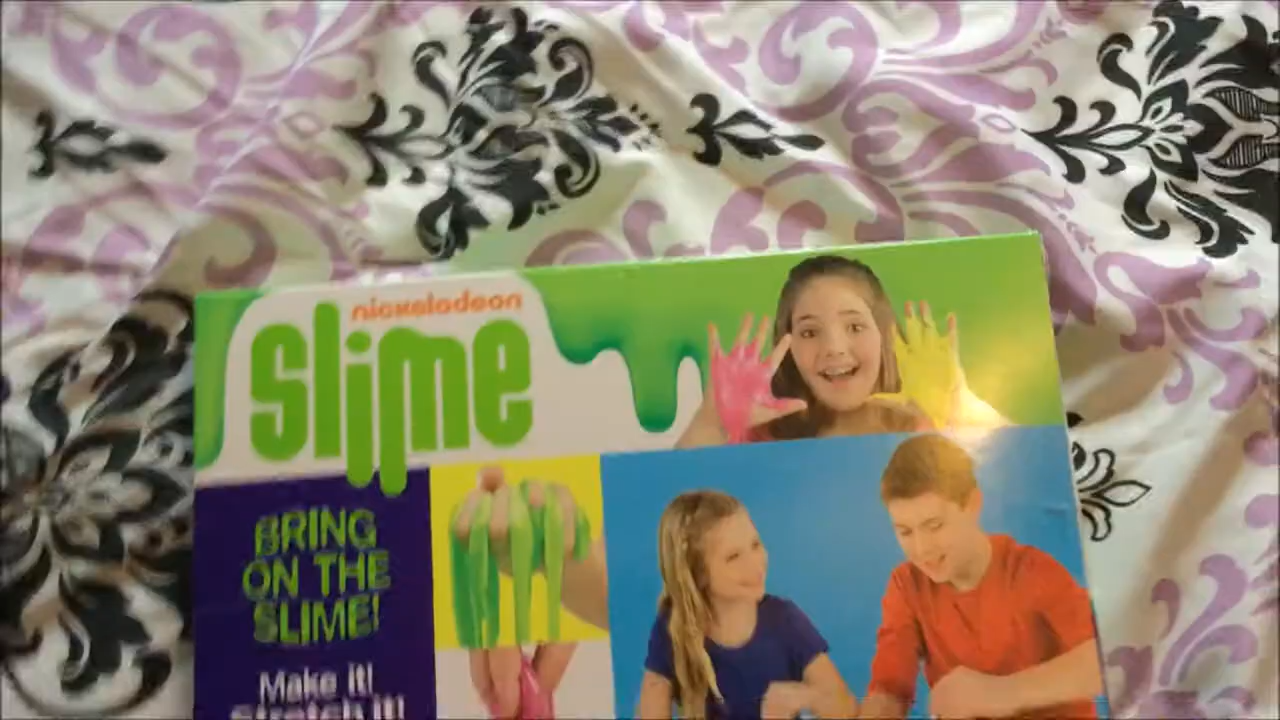 nickelodeon
slime
BRING
ON THE
SLIME!
Make it!
Stretch it!